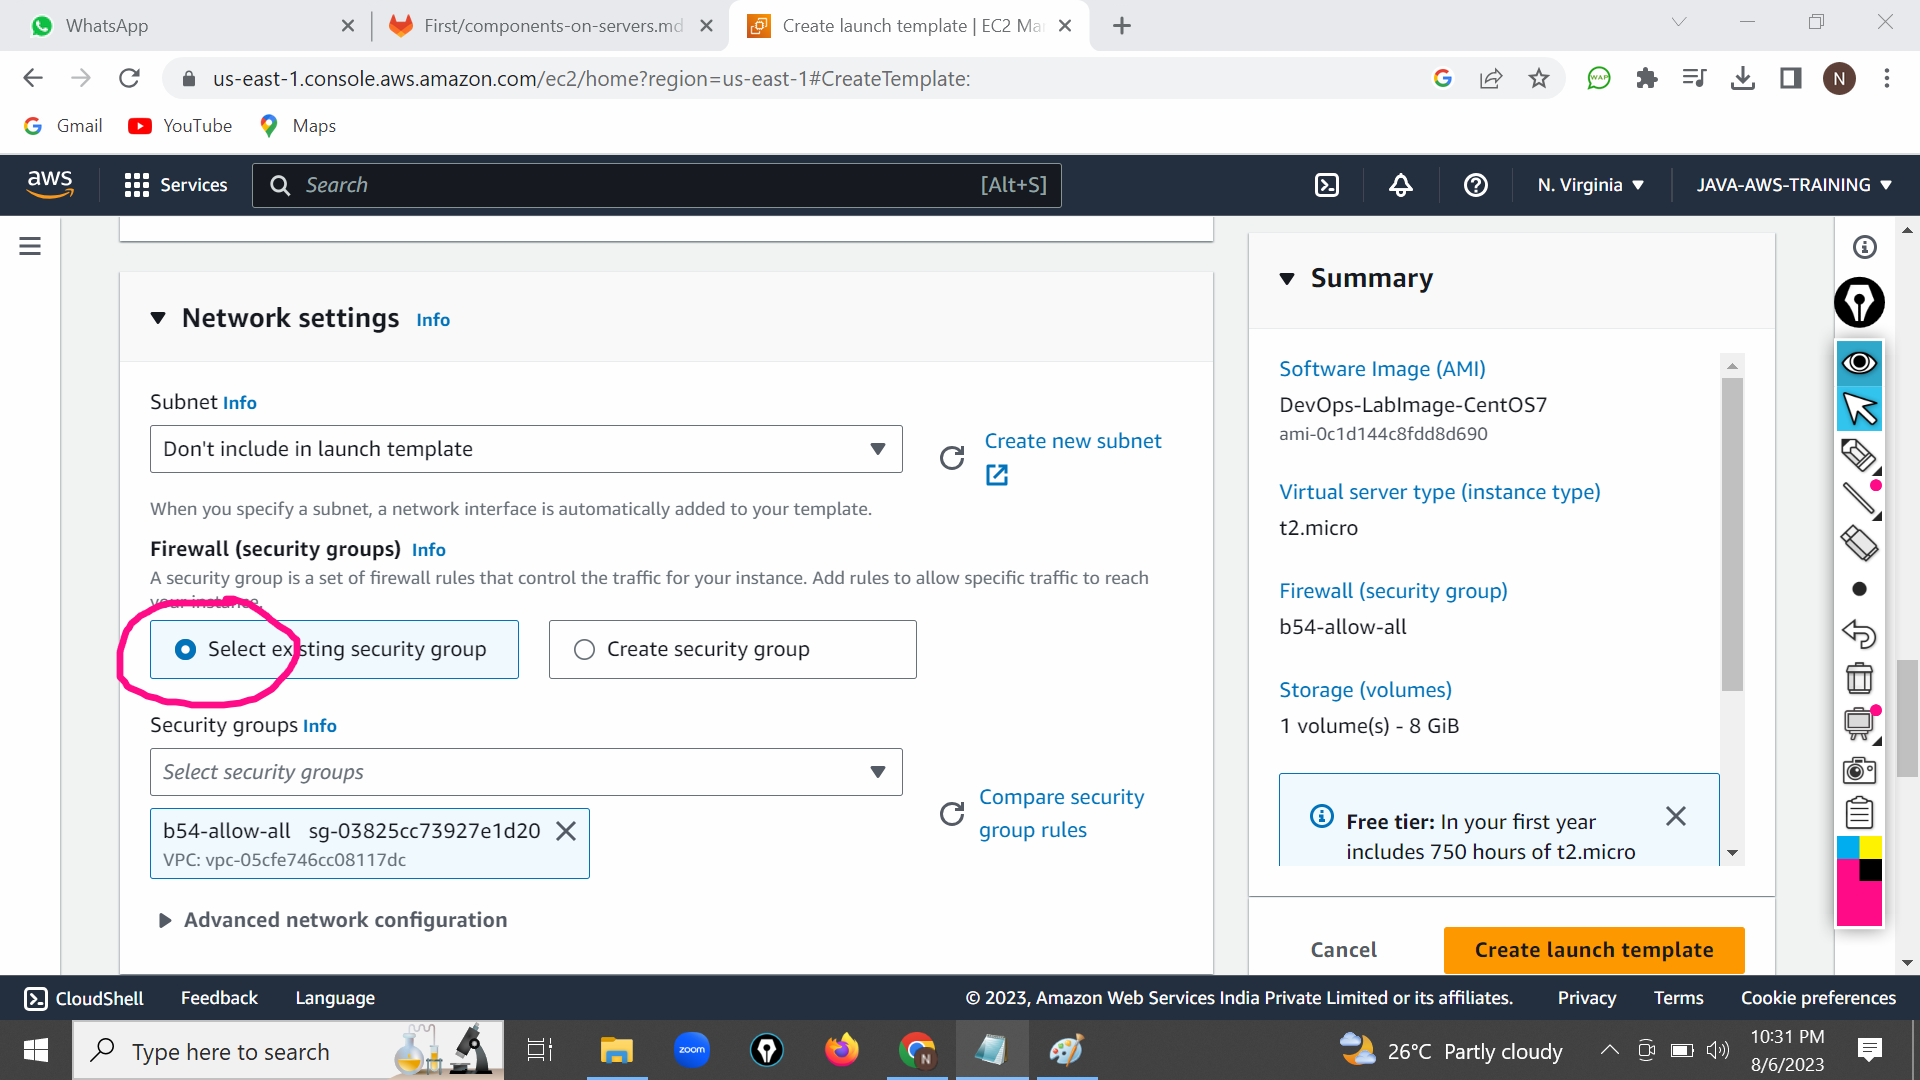 WhatsApp
First/components-on-servers.md
Create launch template | EC2 Ma
us-east-1.console.aws.amazon.com/ec2/home?region=us-east-1#CreateTemplate:
WAP
N
Gmail
YouTube
Maps
aws
Services
Search
[Alt+S]
N. Virginia
JAVA-AWS-TRAINING
Network settings Info
Subnet Info
Don't include in launch template
Create new subnet
When you specify a subnet, a network interface is automatically added to your template.
Firewall (security groups) Info
A security group is a set of firewall rules that control the traffic for your instance. Add rules to allow specific traffic to reach
your instance.
Select existing security group
Create security group
Security groups Info
Select security groups
Compare security
group rules
b54-allow-all sg-03825cc73927e1d20
VPC: vpc-05cfe746cc08117dc
Advanced network configuration
Summary
Software Image (AMI)
DevOps-LabImage-CentOS7
ami-0c1d144c8fdd8d690
Virtual server type (instance type)
t2.micro
Firewall (security group)
b54-allow-all
Storage (volumes)
1 volume(s) - 8 GiB
Free tier: In your first year
includes 750 hours of t2.micro
Cancel
Create launch template
CloudShell
Feedback
Language
© 2023, Amazon Web Services India Private Limited or its affiliates.
Privacy
Terms
Cookie preferences
Type here to search
zoom
N
26°C Partly cloudy
10:31 PM
8/6/2023